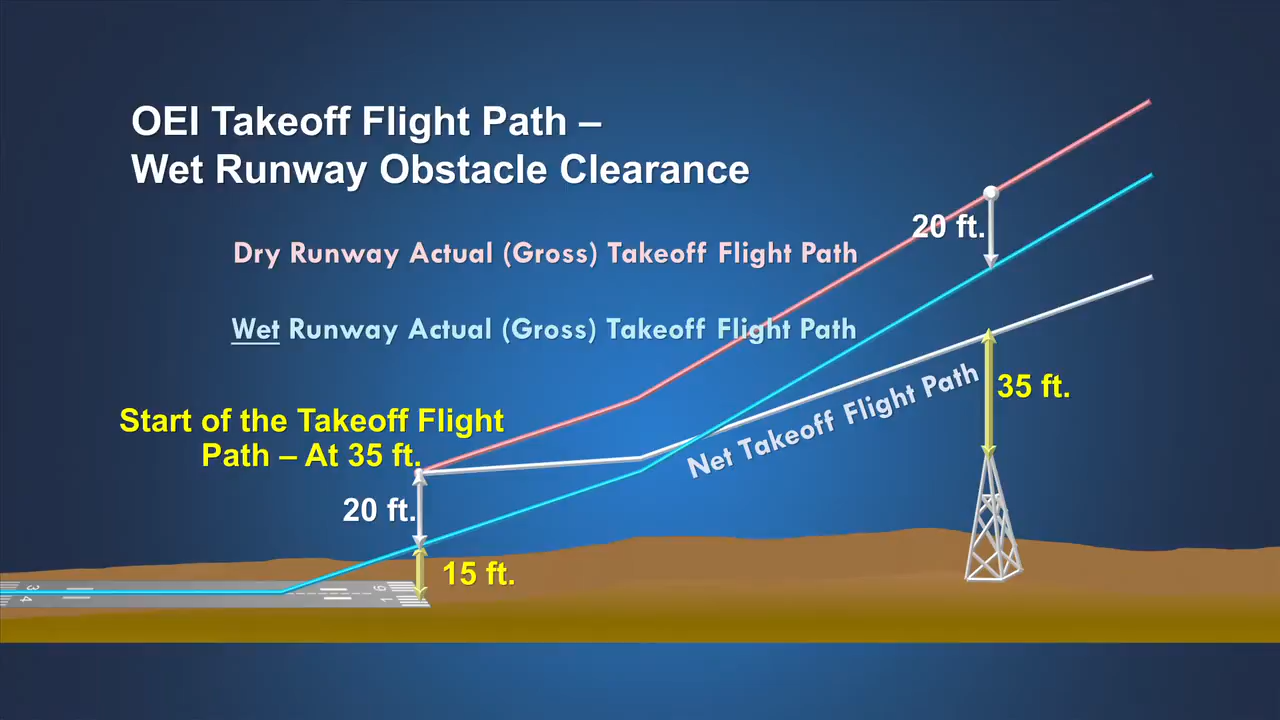 OEI Takeoff Flight Path –
Wet Runway Obstacle Clearance
20 ft.
Dry Runway Actual (Gross) Takeoff Flight Path
Wet Runway Actual (Gross) Takeoff Flight Path
35 ft.
Net Takeoff Flight Path
Start of the Takeoff Flight
Path – At 35 ft.
20 ft.
15 ft.